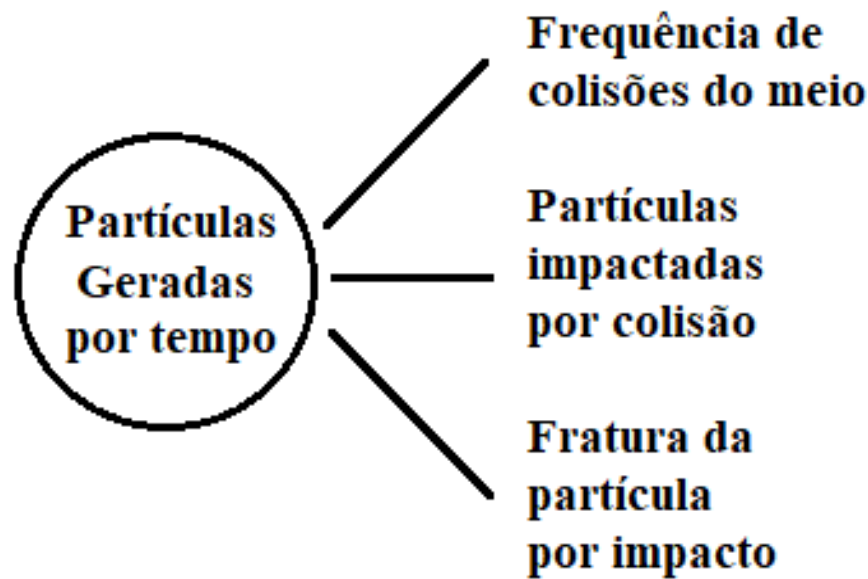 Partículas
Geradas
por tempo
Frequência de
colisões do meio
Partículas
impactadas
por colisão
Fratura da
partícula
por impacto